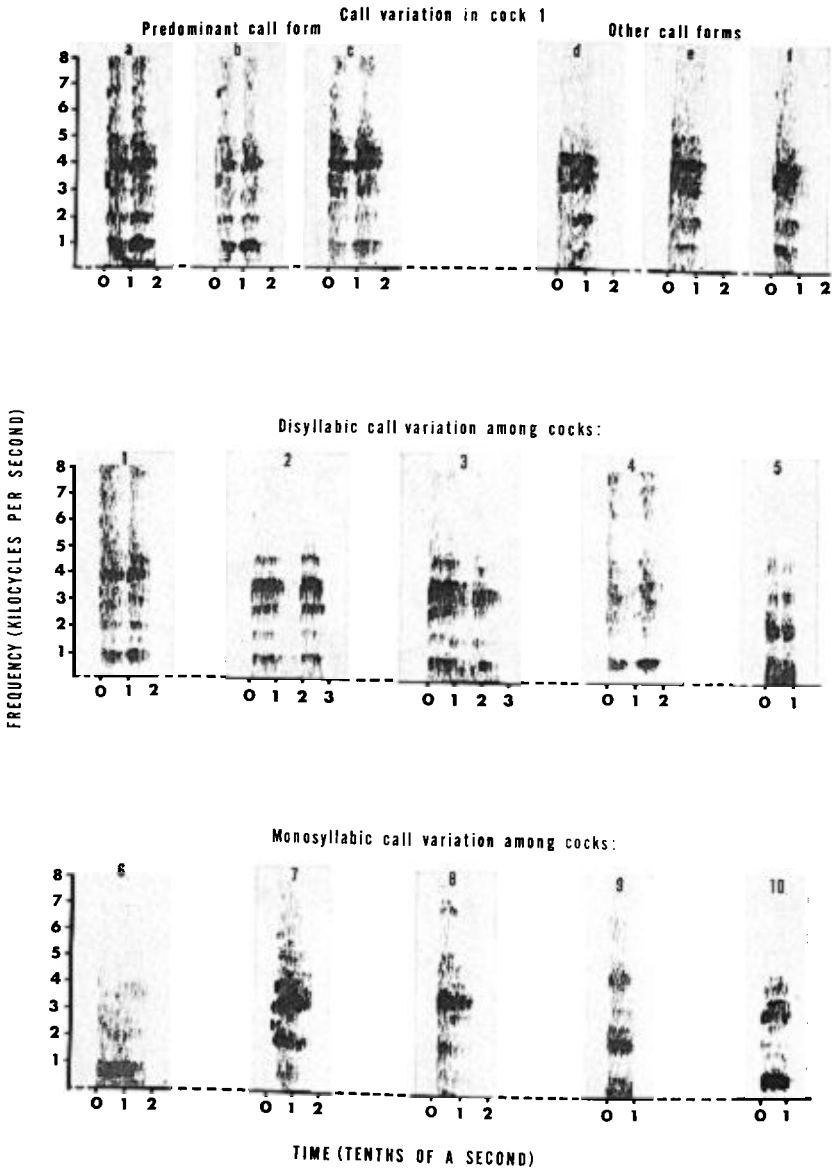 Call variation in cock 1
Predominant call form
Other call forms
a b c d e f
8
7
6
5
4
3
2
1
0 1 2 0 1 2 0 1 2 0 1 2 0 1 2 0 1 2
Disyllabic call variation among cocks:
1 2 3 4 5
8
7
6
5
4
3
2
1
0 1 2 0 1 2 3 0 1 2 3 0 1 2 0 1
FREQUENCY (KILOCYCLES PER SECOND)
Monosyllabic call variation among cocks:
6 7 8 9 10
8
7
6
5
4
3
2
1
0 1 2 0 1 2 0 1 2 0 1 0 1
TIME (TENTHS OF A SECOND)